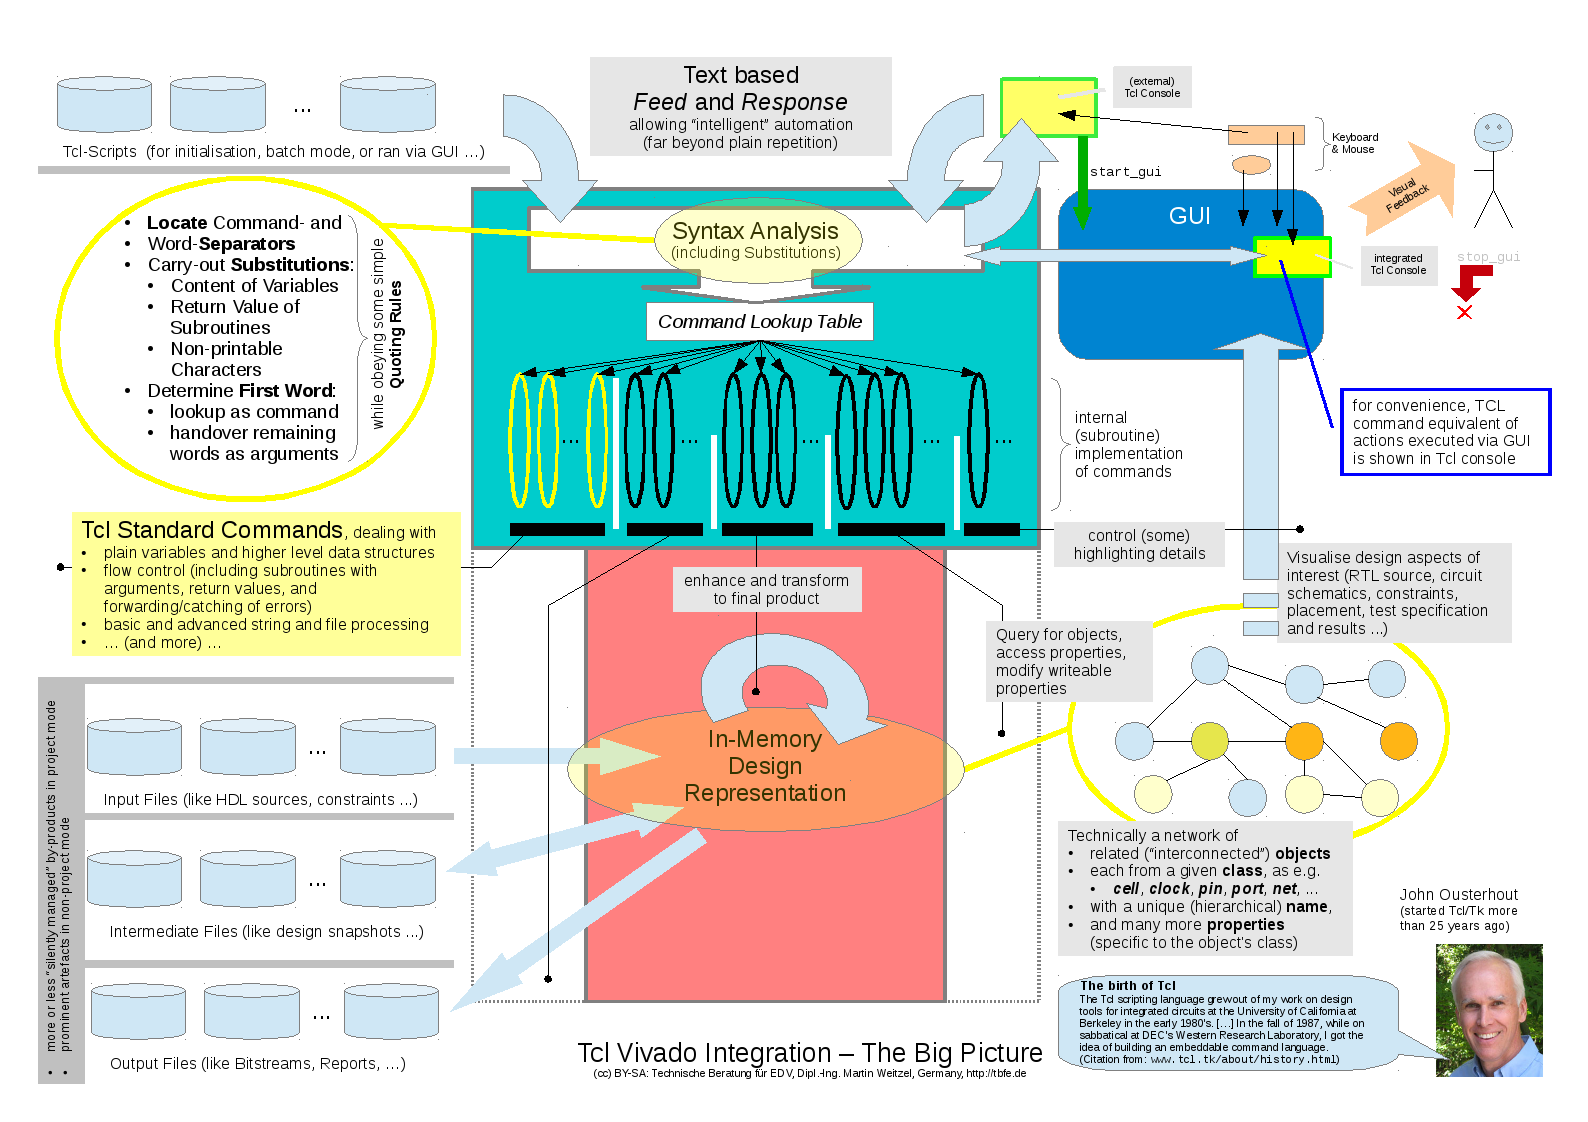 Tcl-Scripts (for initialisation, batch mode, or ran via GUI ...)
...
Text based
Feed and Response
allowing “intelligent” automation
(far beyond plain repetition)
(external)
Tcl Console
Keyboard
& Mouse
start_gui
Visual
Feedback
GUI
integrated
Tcl Console
stop_gui
• Locate Command- and
• Word-Separators
• Carry-out Substitutions:
• Content of Variables
• Return Value of
Subroutines
• Non-printable
Characters
• Determine First Word:
• lookup as command
• handover remaining
words as arguments
while obeying some simple
Quoting Rules
Syntax Analysis
(including Substitutions)
Command Lookup Table
... ... ... ... ...
internal
(subroutine)
implementation
of commands
for convenience, TCL
command equivalent of
actions executed via GUI
is shown in Tcl console
Tcl Standard Commands, dealing with
• plain variables and higher level data structures
• flow control (including subroutines with
arguments, return values, and
forwarding/catching of errors)
• basic and advanced string and file processing
• ... (and more) ...
control (some)
highlighting details
enhance and transform
to final product
Visualise design aspects of
interest (RTL source, circuit
schematics, constraints,
placement, test specification
and results ...)
Query for objects,
access properties,
modify writeable
properties
In-Memory
Design
Representation
• more or less “silently managed” by-products in project mode
• prominent artefacts in non-project mode
...
Input Files (like HDL sources, constraints ...)
...
Intermediate Files (like design snapshots ...)
...
Output Files (like Bitstreams, Reports, ...)
Technically a network of
• related (“interconnected”) objects
• each from a given class, as e.g.
• cell, clock, pin, port, net, ...
• with a unique (hierarchical) name,
• and many more properties
(specific to the object's class)
John Ousterhout
(started Tcl/Tk more
than 25 years ago)
The birth of Tcl
The Tcl scripting language grewout of my work on design
tools for integrated circuits at the University of California at
Berkeley in the early 1980's. [...] In the fall of 1987, while on
sabbatical at DEC's Western Research Laboratory, I got the
idea of building an embeddable command language.
(Citation from: www.tcl.tk/about/history.html)
Tcl Vivado Integration – The Big Picture
(cc) BY-SA: Technische Beratung für EDV, Dipl.-Ing. Martin Weitzel, Germany, http://tbfe.de